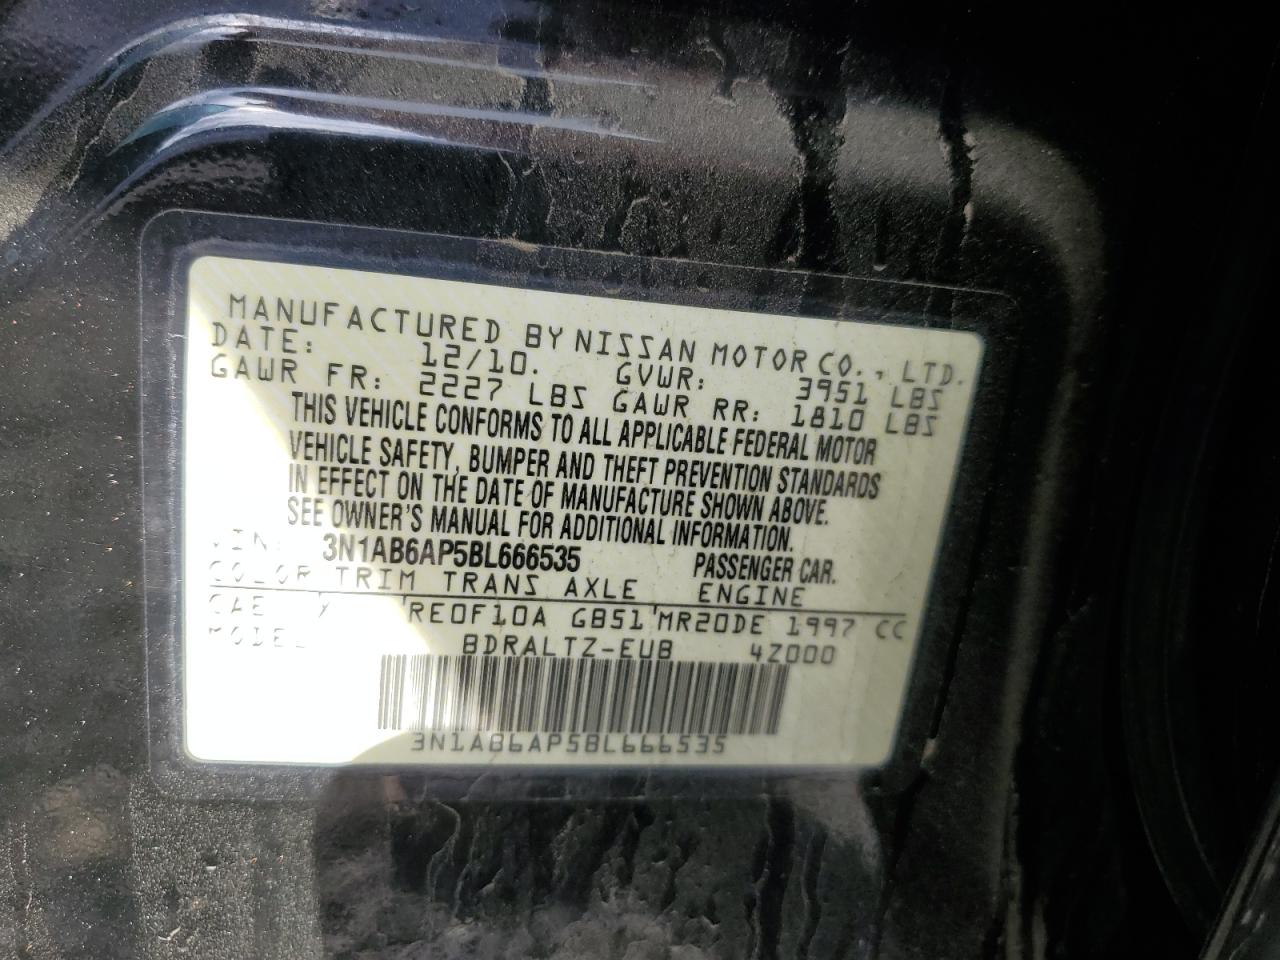 MANUFACTURED BY NISSAN MOTOR CO., LTD.
DATE: 12/10. GVWR: 3951 LBS
GAWR FR: 2227 LBS GAWR RR: 1810 LBS
THIS VEHICLE CONFORMS TO ALL APPLICABLE FEDERAL MOTOR
VEHICLE SAFETY, BUMPER AND THEFT PREVENTION STANDARDS
IN EFFECT ON THE DATE OF MANUFACTURE SHOWN ABOVE.
SEE OWNER'S MANUAL FOR ADDITIONAL INFORMATION.
VIN: 3N1AB6AP5BL666535 PASSENGER CAR.
COLOR TRIM TRANS AXLE ENGINE
RE0F10A GB51 MR20DE 1997 CC
MODEL BDRALTZ-EUB 4Z000
3N1AB6AP5BL666535